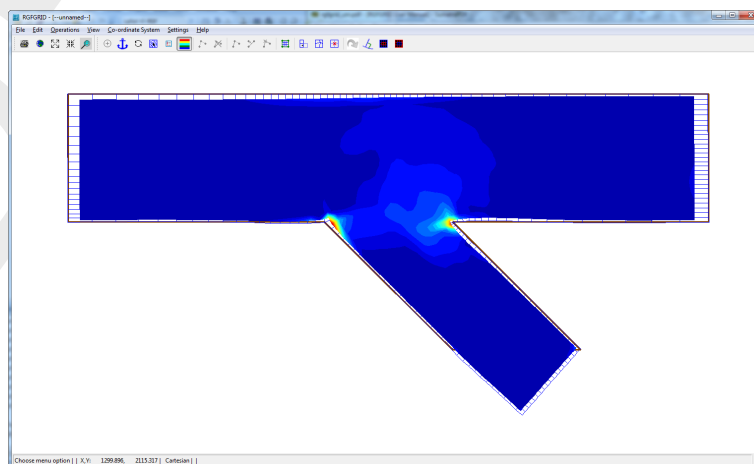 RGFGRID - [--unnamed--]
File Edit Operations View Co-ordinate System Settings Help
Choose menu option | | X,Y: 1299.896, 2115.317 | Cartesian | |